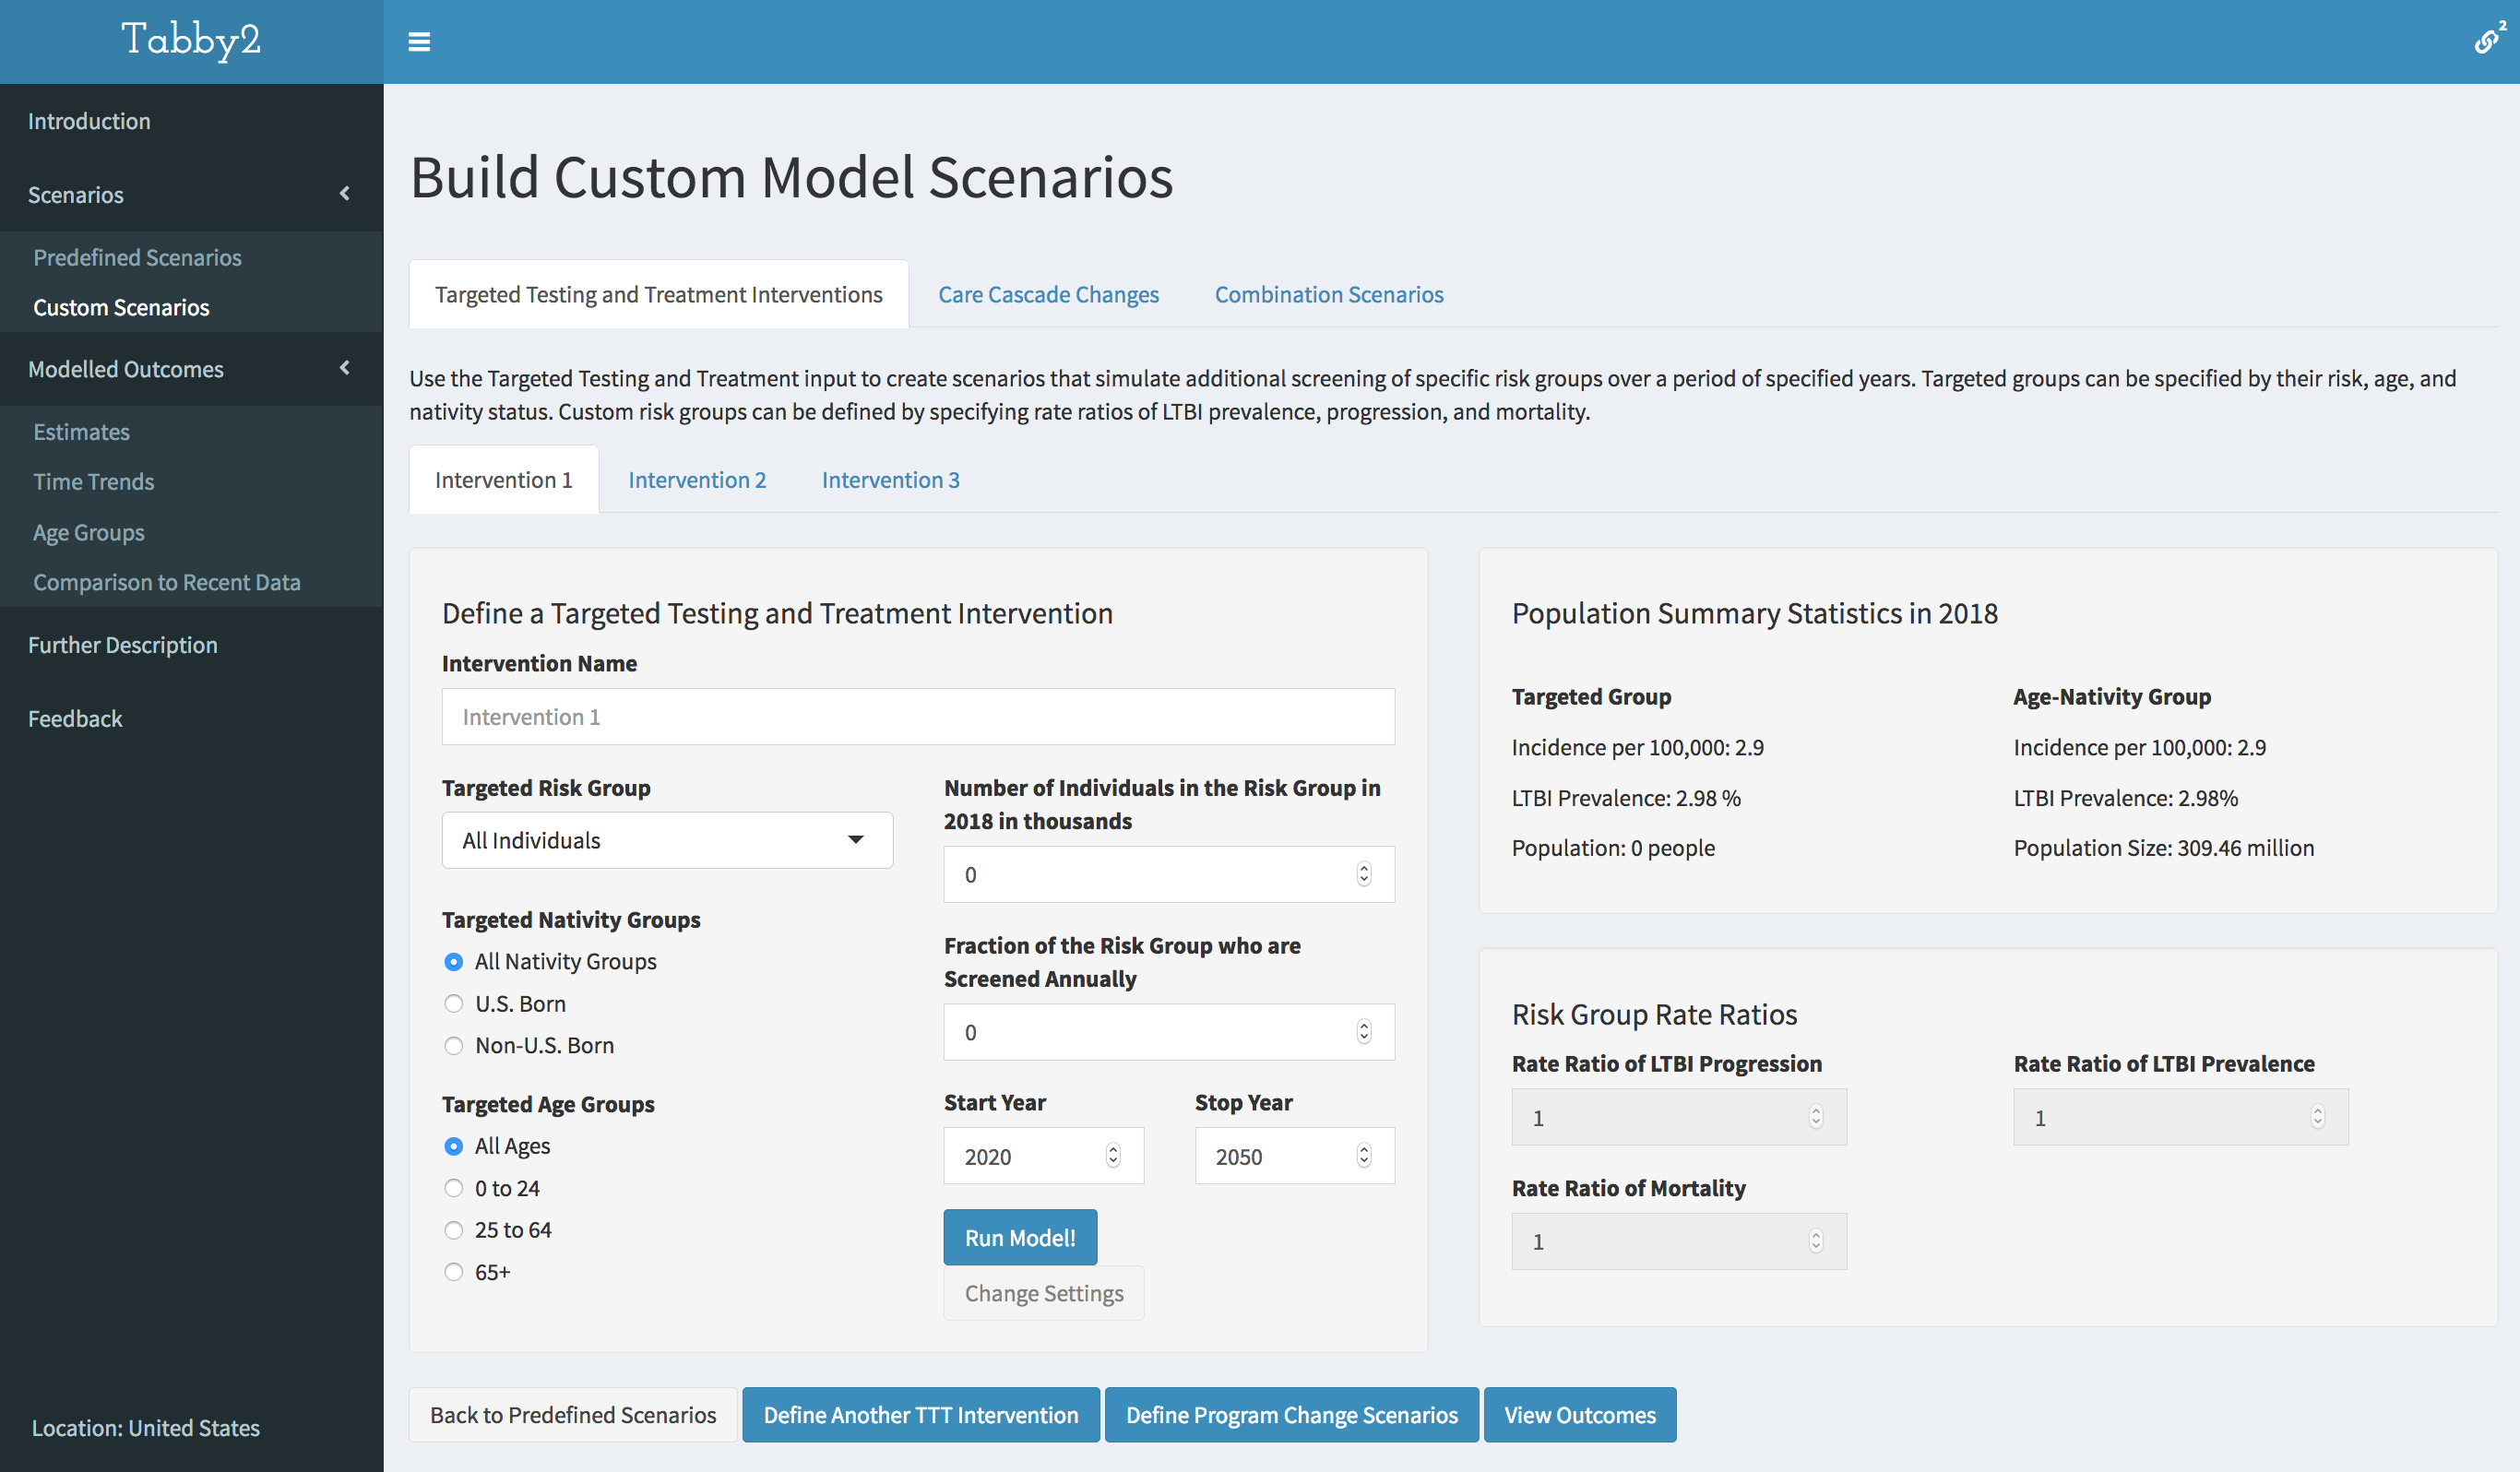 Tabby2
2
Introduction
Scenarios
Predefined Scenarios
Custom Scenarios
Modelled Outcomes
Estimates
Time Trends
Age Groups
Comparison to Recent Data
Further Description
Feedback
Location: United States
Build Custom Model Scenarios
Targeted Testing and Treatment Interventions
Care Cascade Changes
Combination Scenarios
Use the Targeted Testing and Treatment input to create scenarios that simulate additional screening of specific risk groups over a period of specified years. Targeted groups can be specified by their risk, age, and
nativity status. Custom risk groups can be defined by specifying rate ratios of LTBI prevalence, progression, and mortality.
Intervention 1
Intervention 2
Intervention 3
Define a Targeted Testing and Treatment Intervention
Intervention Name
Intervention 1
Targeted Risk Group
All Individuals
Targeted Nativity Groups
All Nativity Groups
U.S. Born
Non-U.S. Born
Targeted Age Groups
All Ages
0 to 24
25 to 64
65+
Number of Individuals in the Risk Group in
2018 in thousands
0
Fraction of the Risk Group who are
Screened Annually
0
Start Year
2020
Stop Year
2050
Run Model!
Change Settings
Population Summary Statistics in 2018
Targeted Group
Incidence per 100,000: 2.9
LTBI Prevalence: 2.98 %
Population: 0 people
Age-Nativity Group
Incidence per 100,000: 2.9
LTBI Prevalence: 2.98%
Population Size: 309.46 million
Risk Group Rate Ratios
Rate Ratio of LTBI Progression
1
Rate Ratio of LTBI Prevalence
1
Rate Ratio of Mortality
1
Back to Predefined Scenarios
Define Another TTT Intervention
Define Program Change Scenarios
View Outcomes